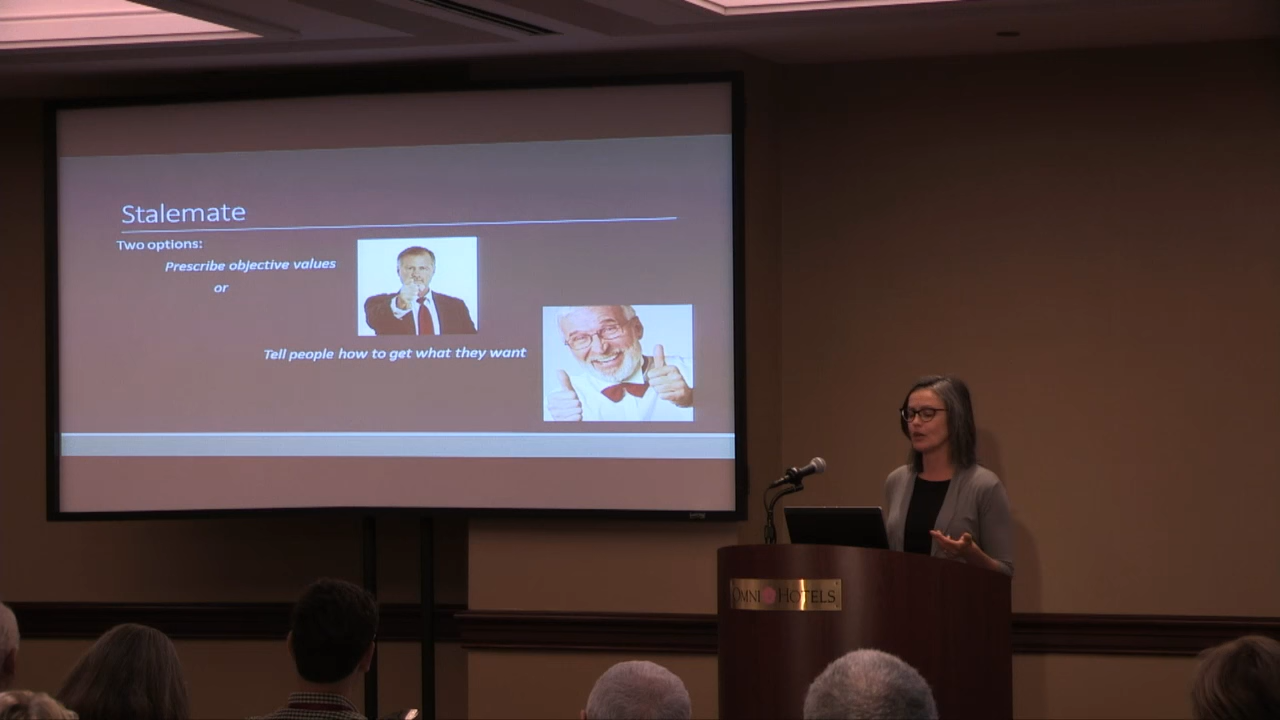 Stalemate
Two options:
Prescribe objective values
or
Tell people how to get what they want
OMNI HOTELS